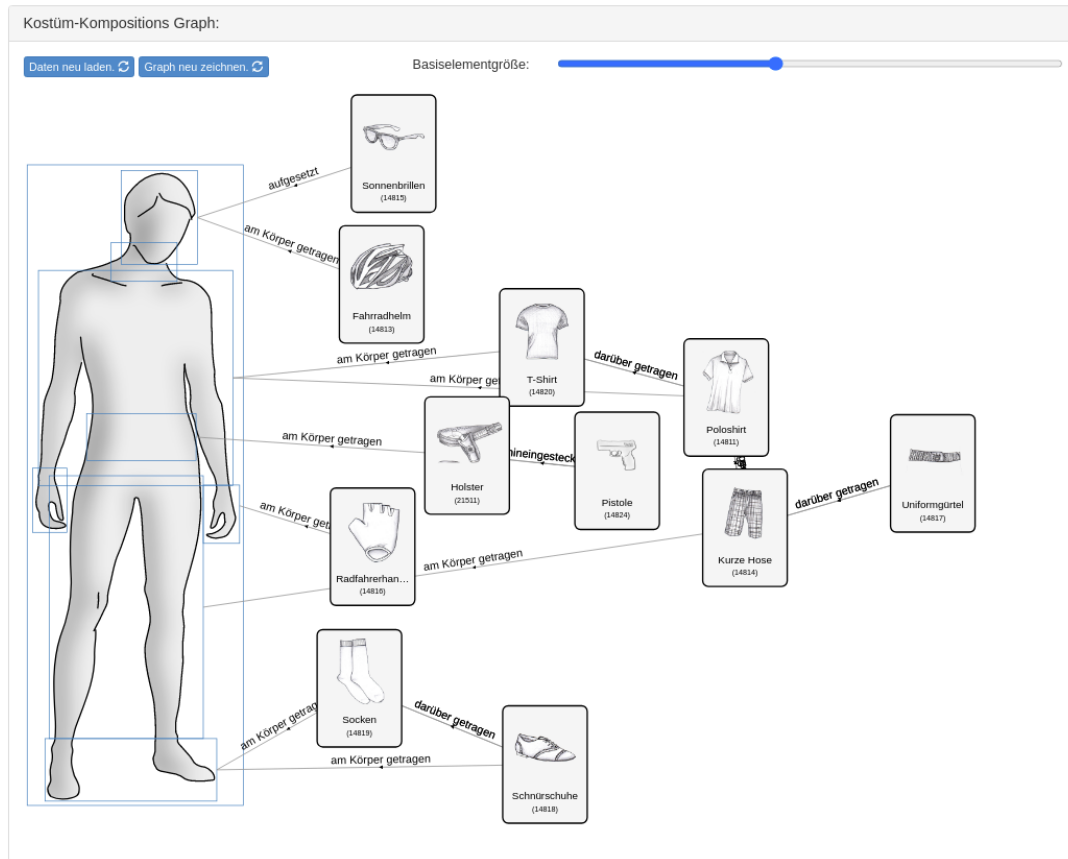 Kostüm-Kompositions Graph:
Daten neu laden.
Graph neu zeichnen.
Basiselementgröße:
aufgesetzt
Sonnenbrillen
(14815)
am Körper getragen
Fahrradhelm
(14813)
am Körper getragen
T-Shirt
(14820)
darüber getragen
am Körper ge
Poloshirt
(14811)
am Körper getragen
Holster
(21511)
ineingesteck
Pistole
(14824)
Uniformgürtel
(14817)
darüber getragen
Kurze Hose
(14814)
am Körper get
Radfahrerhan...
(14816)
am Körper getragen
Socken
(14819)
am Körper getrag
darüber getragen
am Körper getragen
Schnürschuhe
(14818)